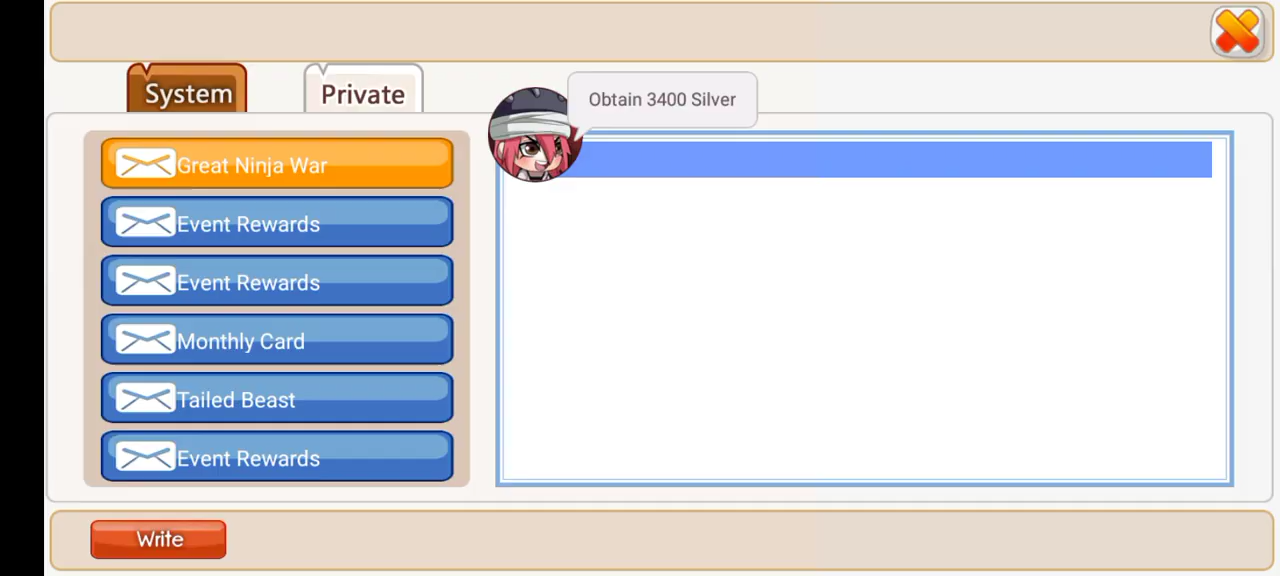 System
Private
Obtain 3400 Silver
Great Ninja War
Event Rewards
Event Rewards
Monthly Card
Tailed Beast
Event Rewards
Write